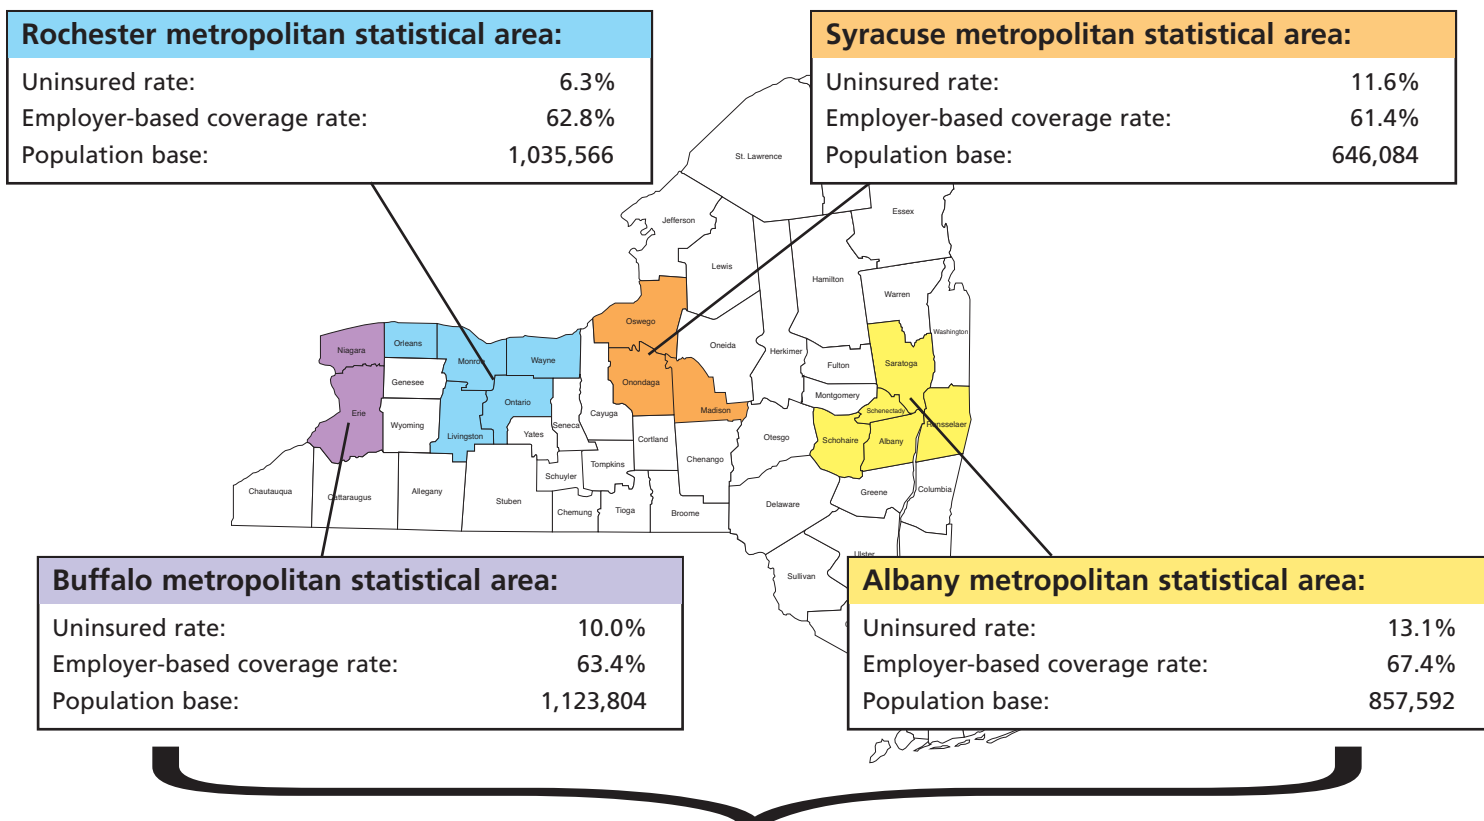 Rochester metropolitan statistical area:
Uninsured rate: 6.3%
Employer-based coverage rate: 62.8%
Population base: 1,035,566
Syracuse metropolitan statistical area:
Uninsured rate: 11.6%
Employer-based coverage rate: 61.4%
Population base: 646,084
St. Lawrence
Essex
Jefferson
Lewis
Hamilton
Warren
Washington
Oswego
Oneida
Herkimer
Saratoga
Niagara
Orleans
Monroe
Wayne
Fulton
Genesee
Onondaga
Montgomery
Ontario
Madison
Schenectady
Erie
Cayuga
Wyoming
Seneca
Rensselaer
Livingston
Yates
Cortland
Otesgo
Schohaire
Albany
Chenango
Tompkins
Schuyler
Chautauqua
Cattaraugus
Allegany
Stuben
Greene
Columbia
Delaware
Chemung
Tioga
Broome
Ulster
Sullivan
Buffalo metropolitan statistical area:
Uninsured rate: 10.0%
Employer-based coverage rate: 63.4%
Population base: 1,123,804
Albany metropolitan statistical area:
Uninsured rate: 13.1%
Employer-based coverage rate: 67.4%
Population base: 857,592